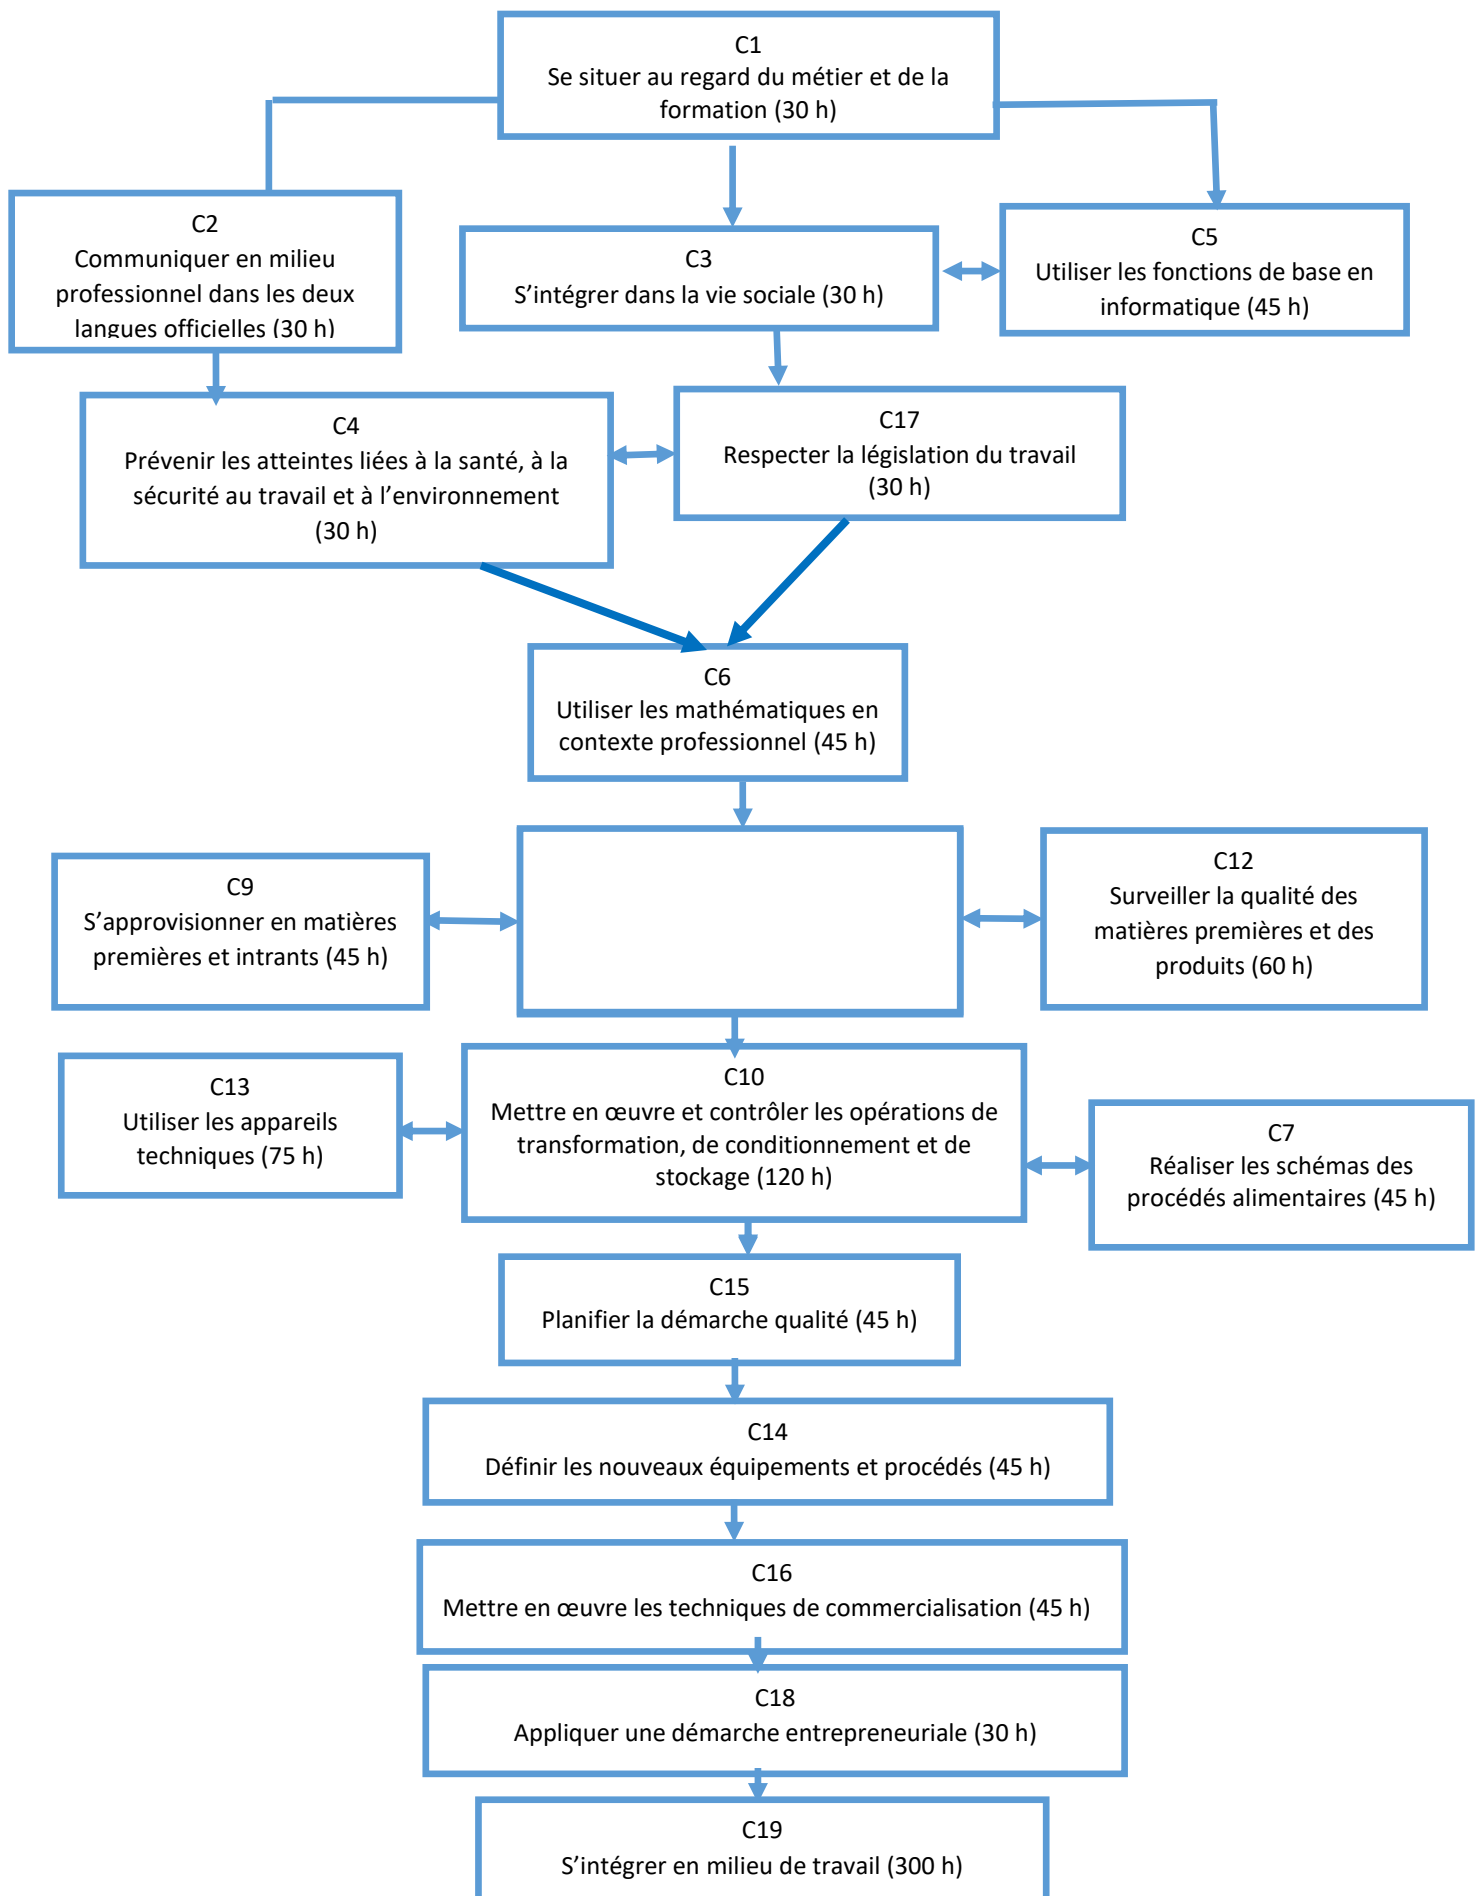 C1
Se situer au regard du métier et de la
formation (30 h)
C2
Communiquer en milieu
professionnel dans les deux
langues officielles (30 h)
C3
S’intégrer dans la vie sociale (30 h)
C5
Utiliser les fonctions de base en
informatique (45 h)
C4
Prévenir les atteintes liées à la santé, à la
sécurité au travail et à l’environnement
(30 h)
C17
Respecter la législation du travail
(30 h)
C6
Utiliser les mathématiques en
contexte professionnel (45 h)
C9
S’approvisionner en matières
premières et intrants (45 h)
C12
Surveiller la qualité des
matières premières et des
produits (60 h)
C13
Utiliser les appareils
techniques (75 h)
C10
Mettre en œuvre et contrôler les opérations de
transformation, de conditionnement et de
stockage (120 h)
C7
Réaliser les schémas des
procédés alimentaires (45 h)
C15
Planifier la démarche qualité (45 h)
C14
Définir les nouveaux équipements et procédés (45 h)
C16
Mettre en œuvre les techniques de commercialisation (45 h)
C18
Appliquer une démarche entrepreneuriale (30 h)
C19
S’intégrer en milieu de travail (300 h)